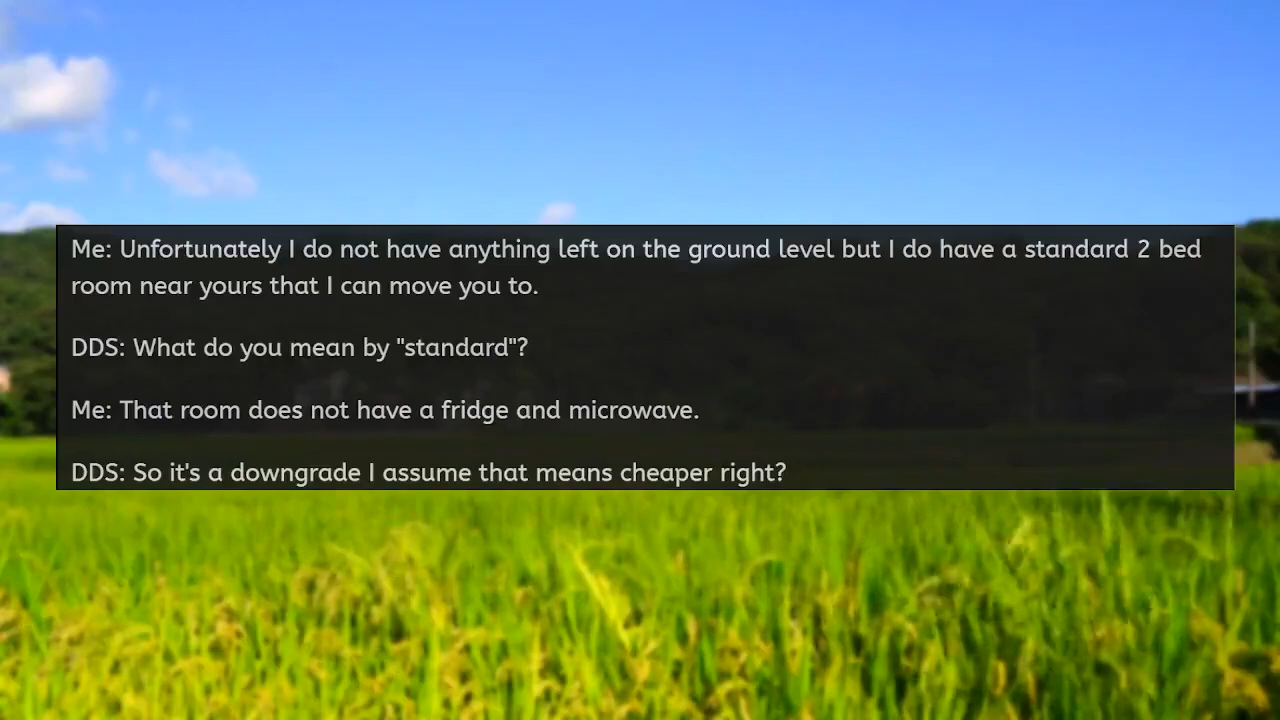 Me: Unfortunately I do not have anything left on the ground level but I do have a standard 2 bed
room near yours that I can move you to.
DDS: What do you mean by "standard"?
Me: That room does not have a fridge and microwave.
DDS: So it's a downgrade I assume that means cheaper right?